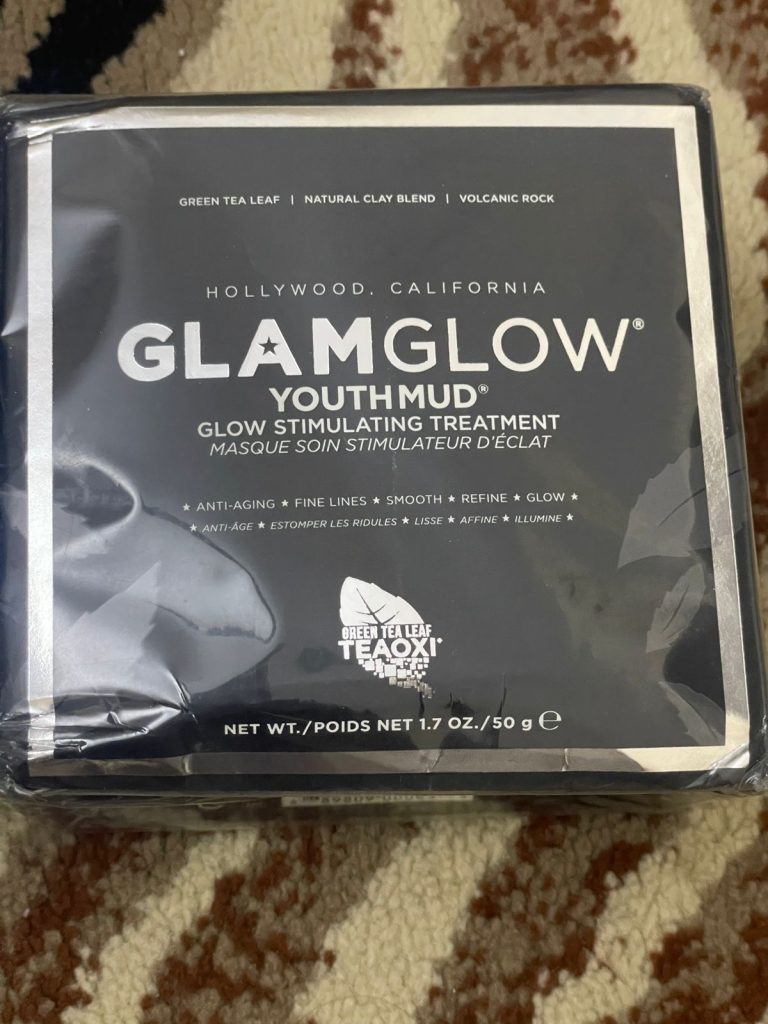 GREEN TEA LEAF | NATURAL CLAY BLEND | VOLCANIC ROCK
HOLLYWOOD, CALIFORNIA
GLAMGLOW®
YOUTHMUD®
GLOW STIMULATING TREATMENT
MASQUE SOIN STIMULATEUR D'ÉCLAT
★ ANTI-AGING ★ FINE LINES ★ SMOOTH ★ REFINE ★ GLOW ★
★ ANTI-ÂGE ★ ESTOMPER LES RIDULES ★ LISSE ★ AFFINE ★ ILLUMINE ★
GREEN TEA LEAF
TEAOXI
NET WT./POIDS NET 1.7 OZ./50 g ℮